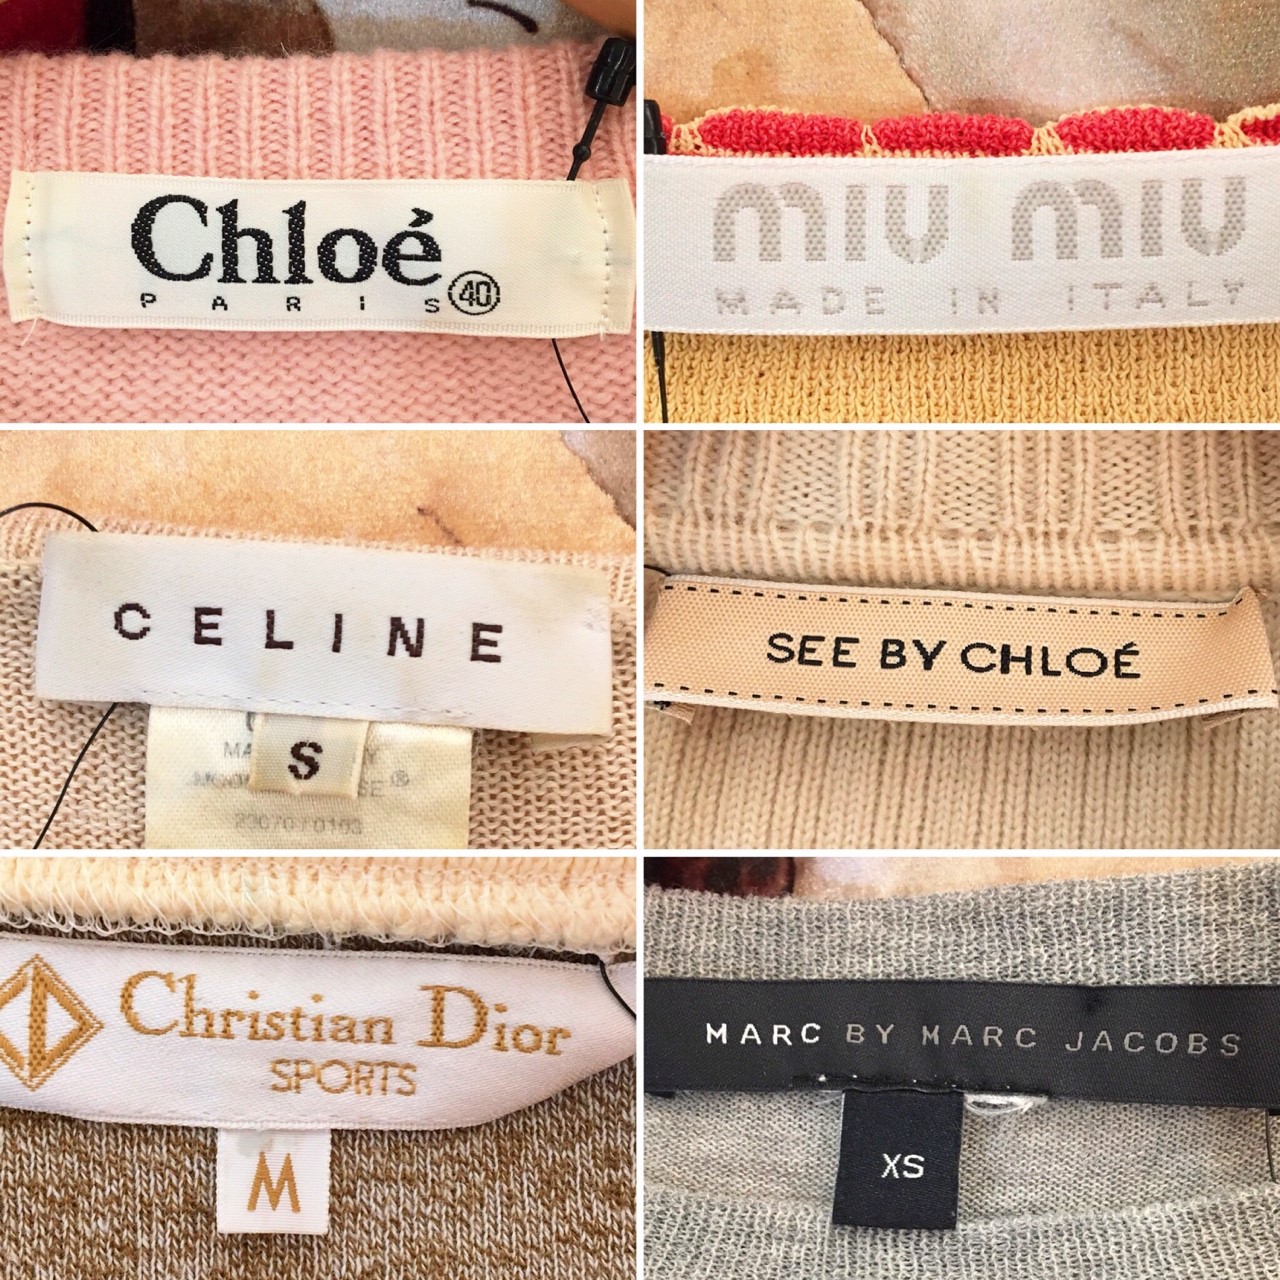 Chloé
PARIS 40
miu miu
MADE IN ITALY
CELINE
S
SEE BY CHLOÉ
Christian Dior
SPORTS
M
MARC BY MARC JACOBS
XS